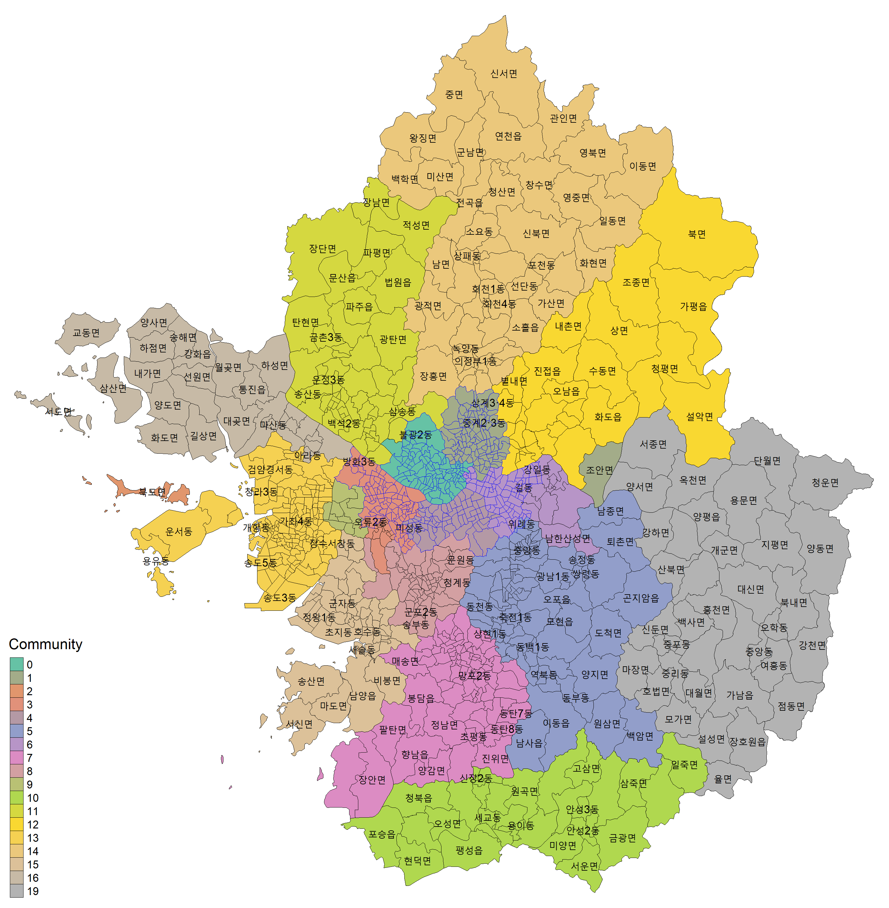 신서면
중면
관인면
왕징면
연천읍
군남면
영북면
이동면
백학면
미산면
청산면
창수면
영중면
장남면
전곡읍
적성면
소요동
신북면
일동면
북면
장단면
파평면
상패동
남면
포천동
화현면
문산읍
법원읍
조중면
회천1동
선단동
파주읍
광적면
회천4동
가산면
가평읍
교동면
양사면
탄현면
소흘읍
내촌면
상면
송해면
금촌3동
광탄면
하점면
강화읍
녹양동
의정부1동
월곶면
하성면
내가면
선원면
장흥면
진접읍
수동면
청평면
운정3동
별내면
삼산면
통진읍
송산동
오남읍
서도면
양도면
삼송동
상계3·4동
화도읍
설악면
대곶면
마산동
백석2동
중계2·3동
화도면
길상면
불광2동
서종면
단월면
아라동
방화3동
검암경서동
강일동
조안면
옥천면
청운면
북도면
청라3동
길동
양서면
용문면
운서동
개항동
가좌4동
오류2동
미성동
위례동
남종면
양평읍
강하면
장수서창동
남한산성면
퇴촌면
개군면
지평면
양동면
용유동
송도5동
문원동
중앙동
송정동
산북면
광남1동
쌍령동
청계동
대신면
송도3동
군자동
오포읍
곤지암읍
북내면
정왕1동
군포2동
동천동
죽전1동
모현읍
흥천면
초지동
호수동
송부동
상현1동
도척면
신둔면
백사면
오학동
강천면
새솔동
동백1동
중포동
중앙동
매송면
마장면
중리동
여흥동
송산면
비봉면
망포2동
역북동
양지면
호법면
대월면
가남읍
마도면
남양읍
봉담읍
동부동
점동면
서신면
정남면
동탄7동
이동읍
원삼면
모가면
팔탄면
초평동
동탄8동
남사읍
백암면
설성면
장호원읍
향남읍
양감면
진위면
장안면
신장2동
고삼면
일죽면
율면
청북읍
원곡면
삼죽면
포승읍
오성면
세교동
용이동
안성3동
안성2동
금광면
현덕면
팽성읍
미양면
서운면
Community
0
1
2
3
4
5
6
7
8
9
10
11
12
13
14
15
16
19